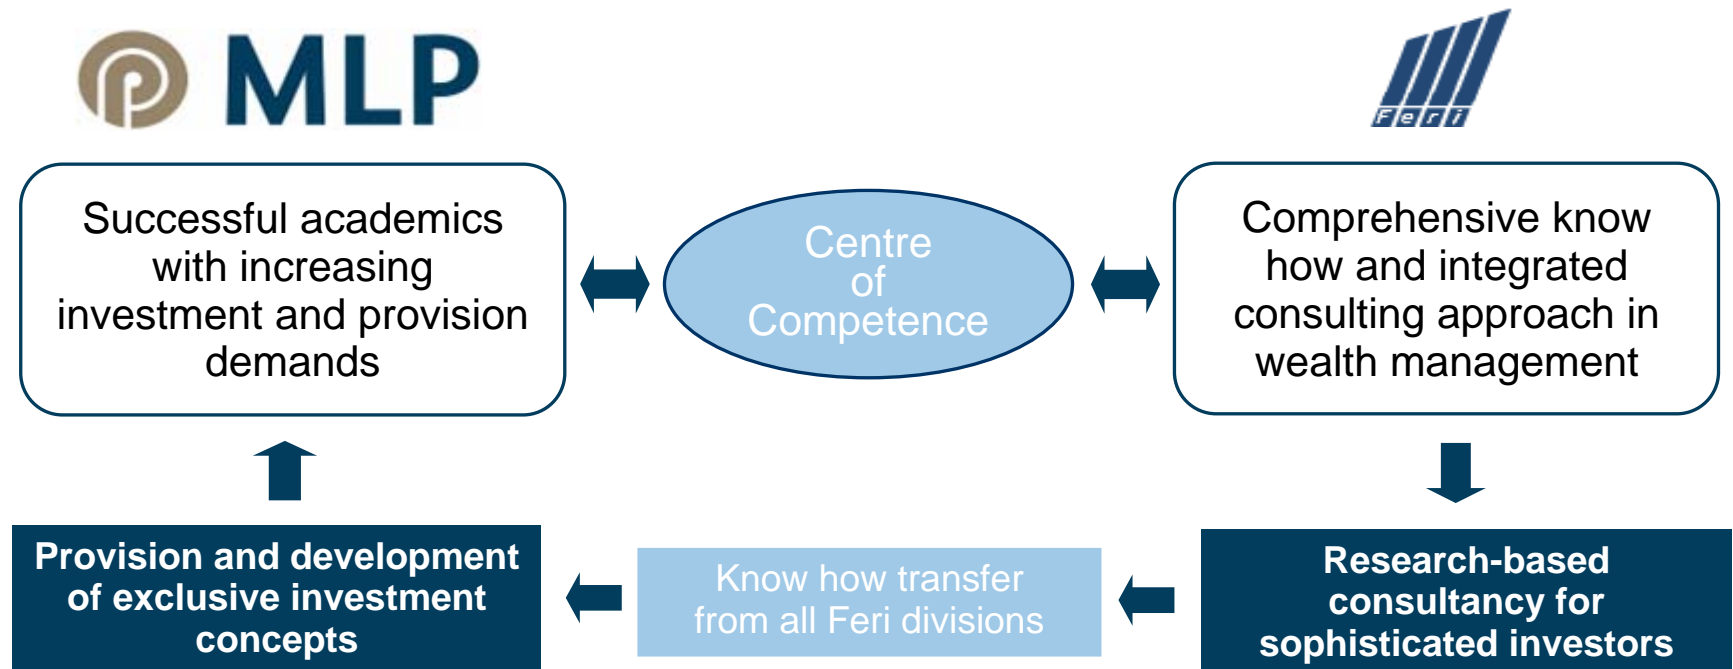 MLP
Feri
Successful academics
with increasing
investment and provision
demands
Centre
of
Competence
Comprehensive know
how and integrated
consulting approach in
wealth management
Provision and development
of exclusive investment
concepts
Know how transfer
from all Feri divisions
Research-based
consultancy for
sophisticated investors